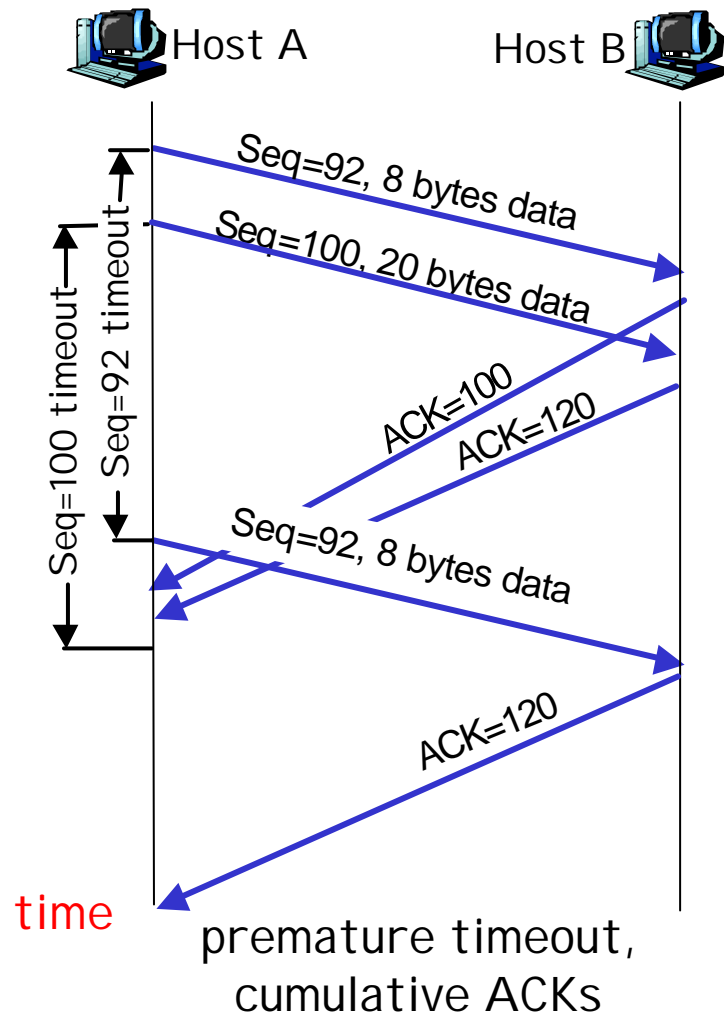 Host A
Host B
Seq=92, 8 bytes data
Seq=100, 20 bytes data
Seq=100 timeout
Seq=92 timeout
ACK=100
ACK=120
Seq=92, 8 bytes data
ACK=120
time
premature timeout,
cumulative ACKs